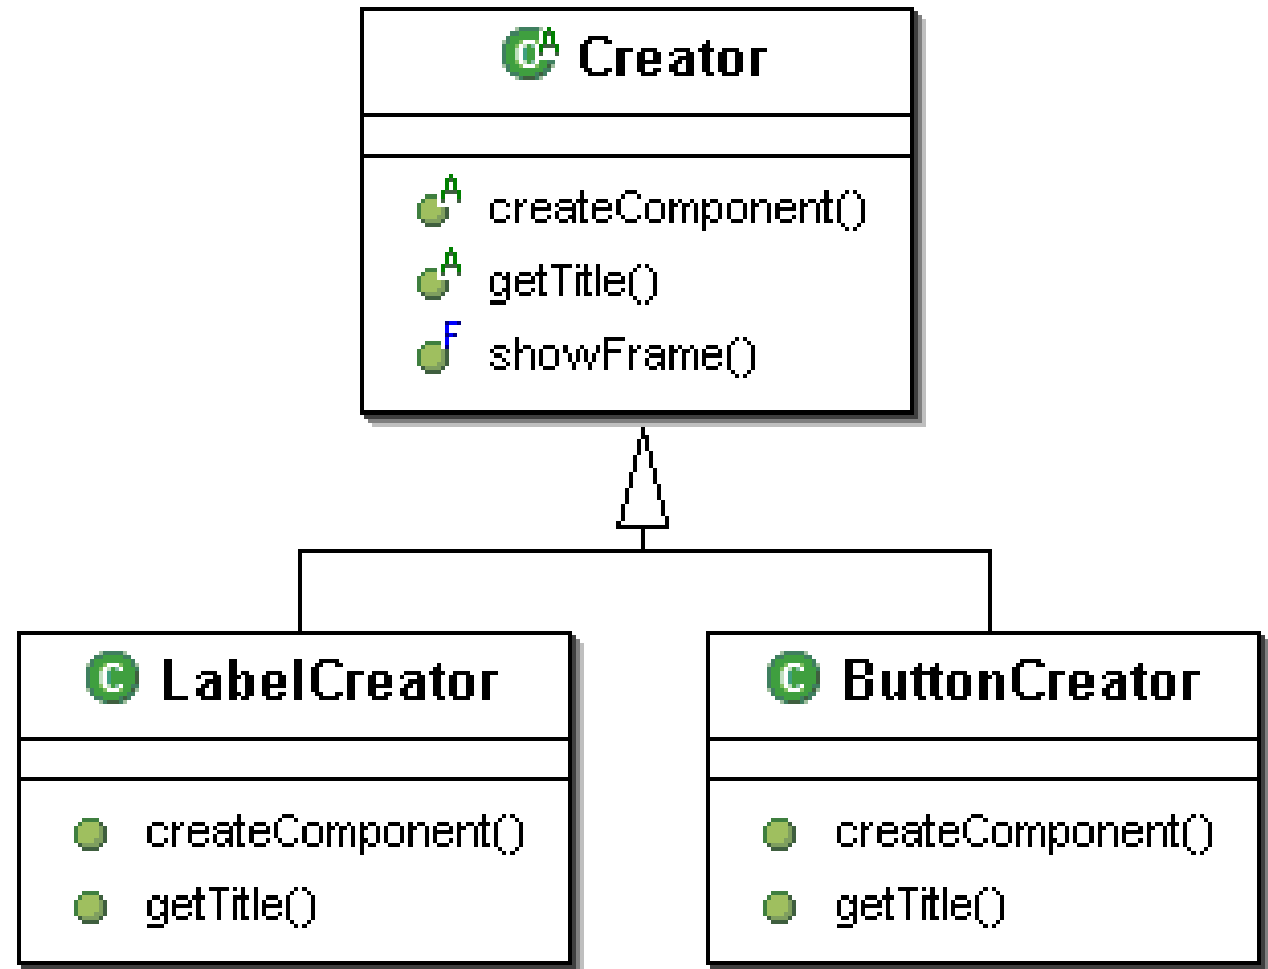 C A Creator
A createComponent()
A getTitle()
F showFrame()
C LabelCreator
createComponent()
getTitle()
C ButtonCreator
createComponent()
getTitle()